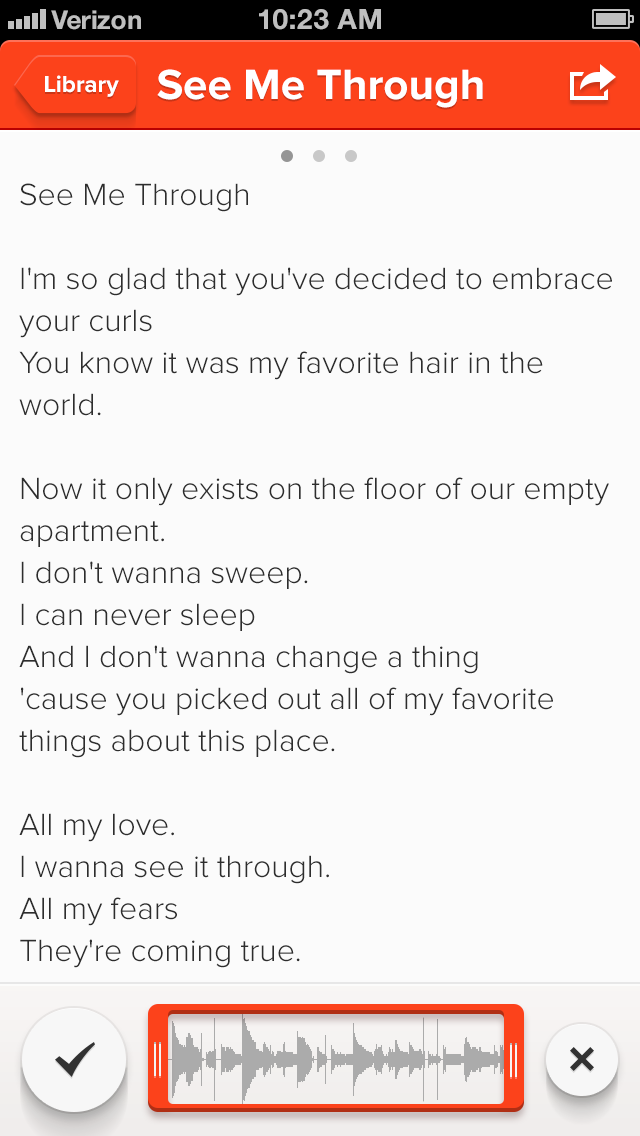 Verizon 10:23 AM
Library See Me Through
See Me Through
I'm so glad that you've decided to embrace
your curls
You know it was my favorite hair in the
world.
Now it only exists on the floor of our empty
apartment.
I don't wanna sweep.
I can never sleep
And I don't wanna change a thing
'cause you picked out all of my favorite
things about this place.
All my love.
I wanna see it through.
All my fears
They're coming true.